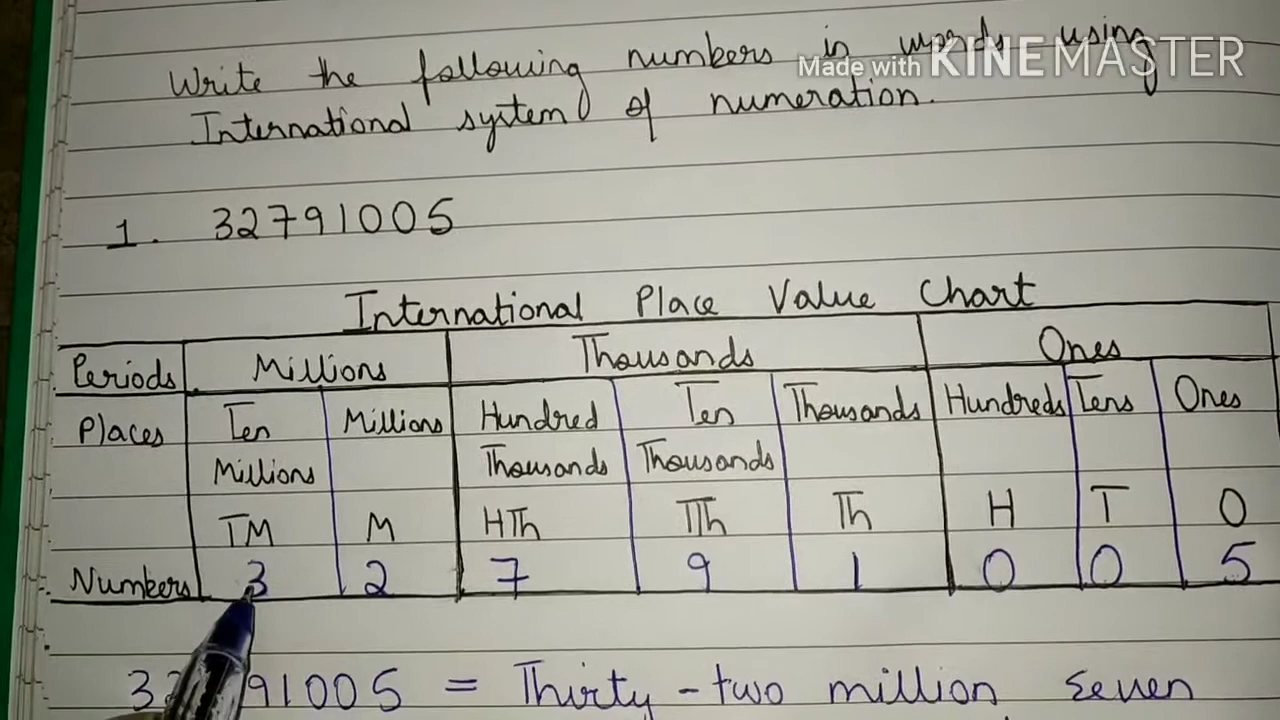 Made with KINEMASTER
Write the following numbers in words using
International system of numeration.
1. 32791005
International Place Value Chart
Periods Millions Thousands Ones
Places Ten Millions Hundred Ten Thousands Hundreds Tens Ones
Millions Thousands Thousands
TM M HTh TTh Th H T O
Numbers 3 2 7 9 1 0 0 5
91005 = Thirty-two million seven